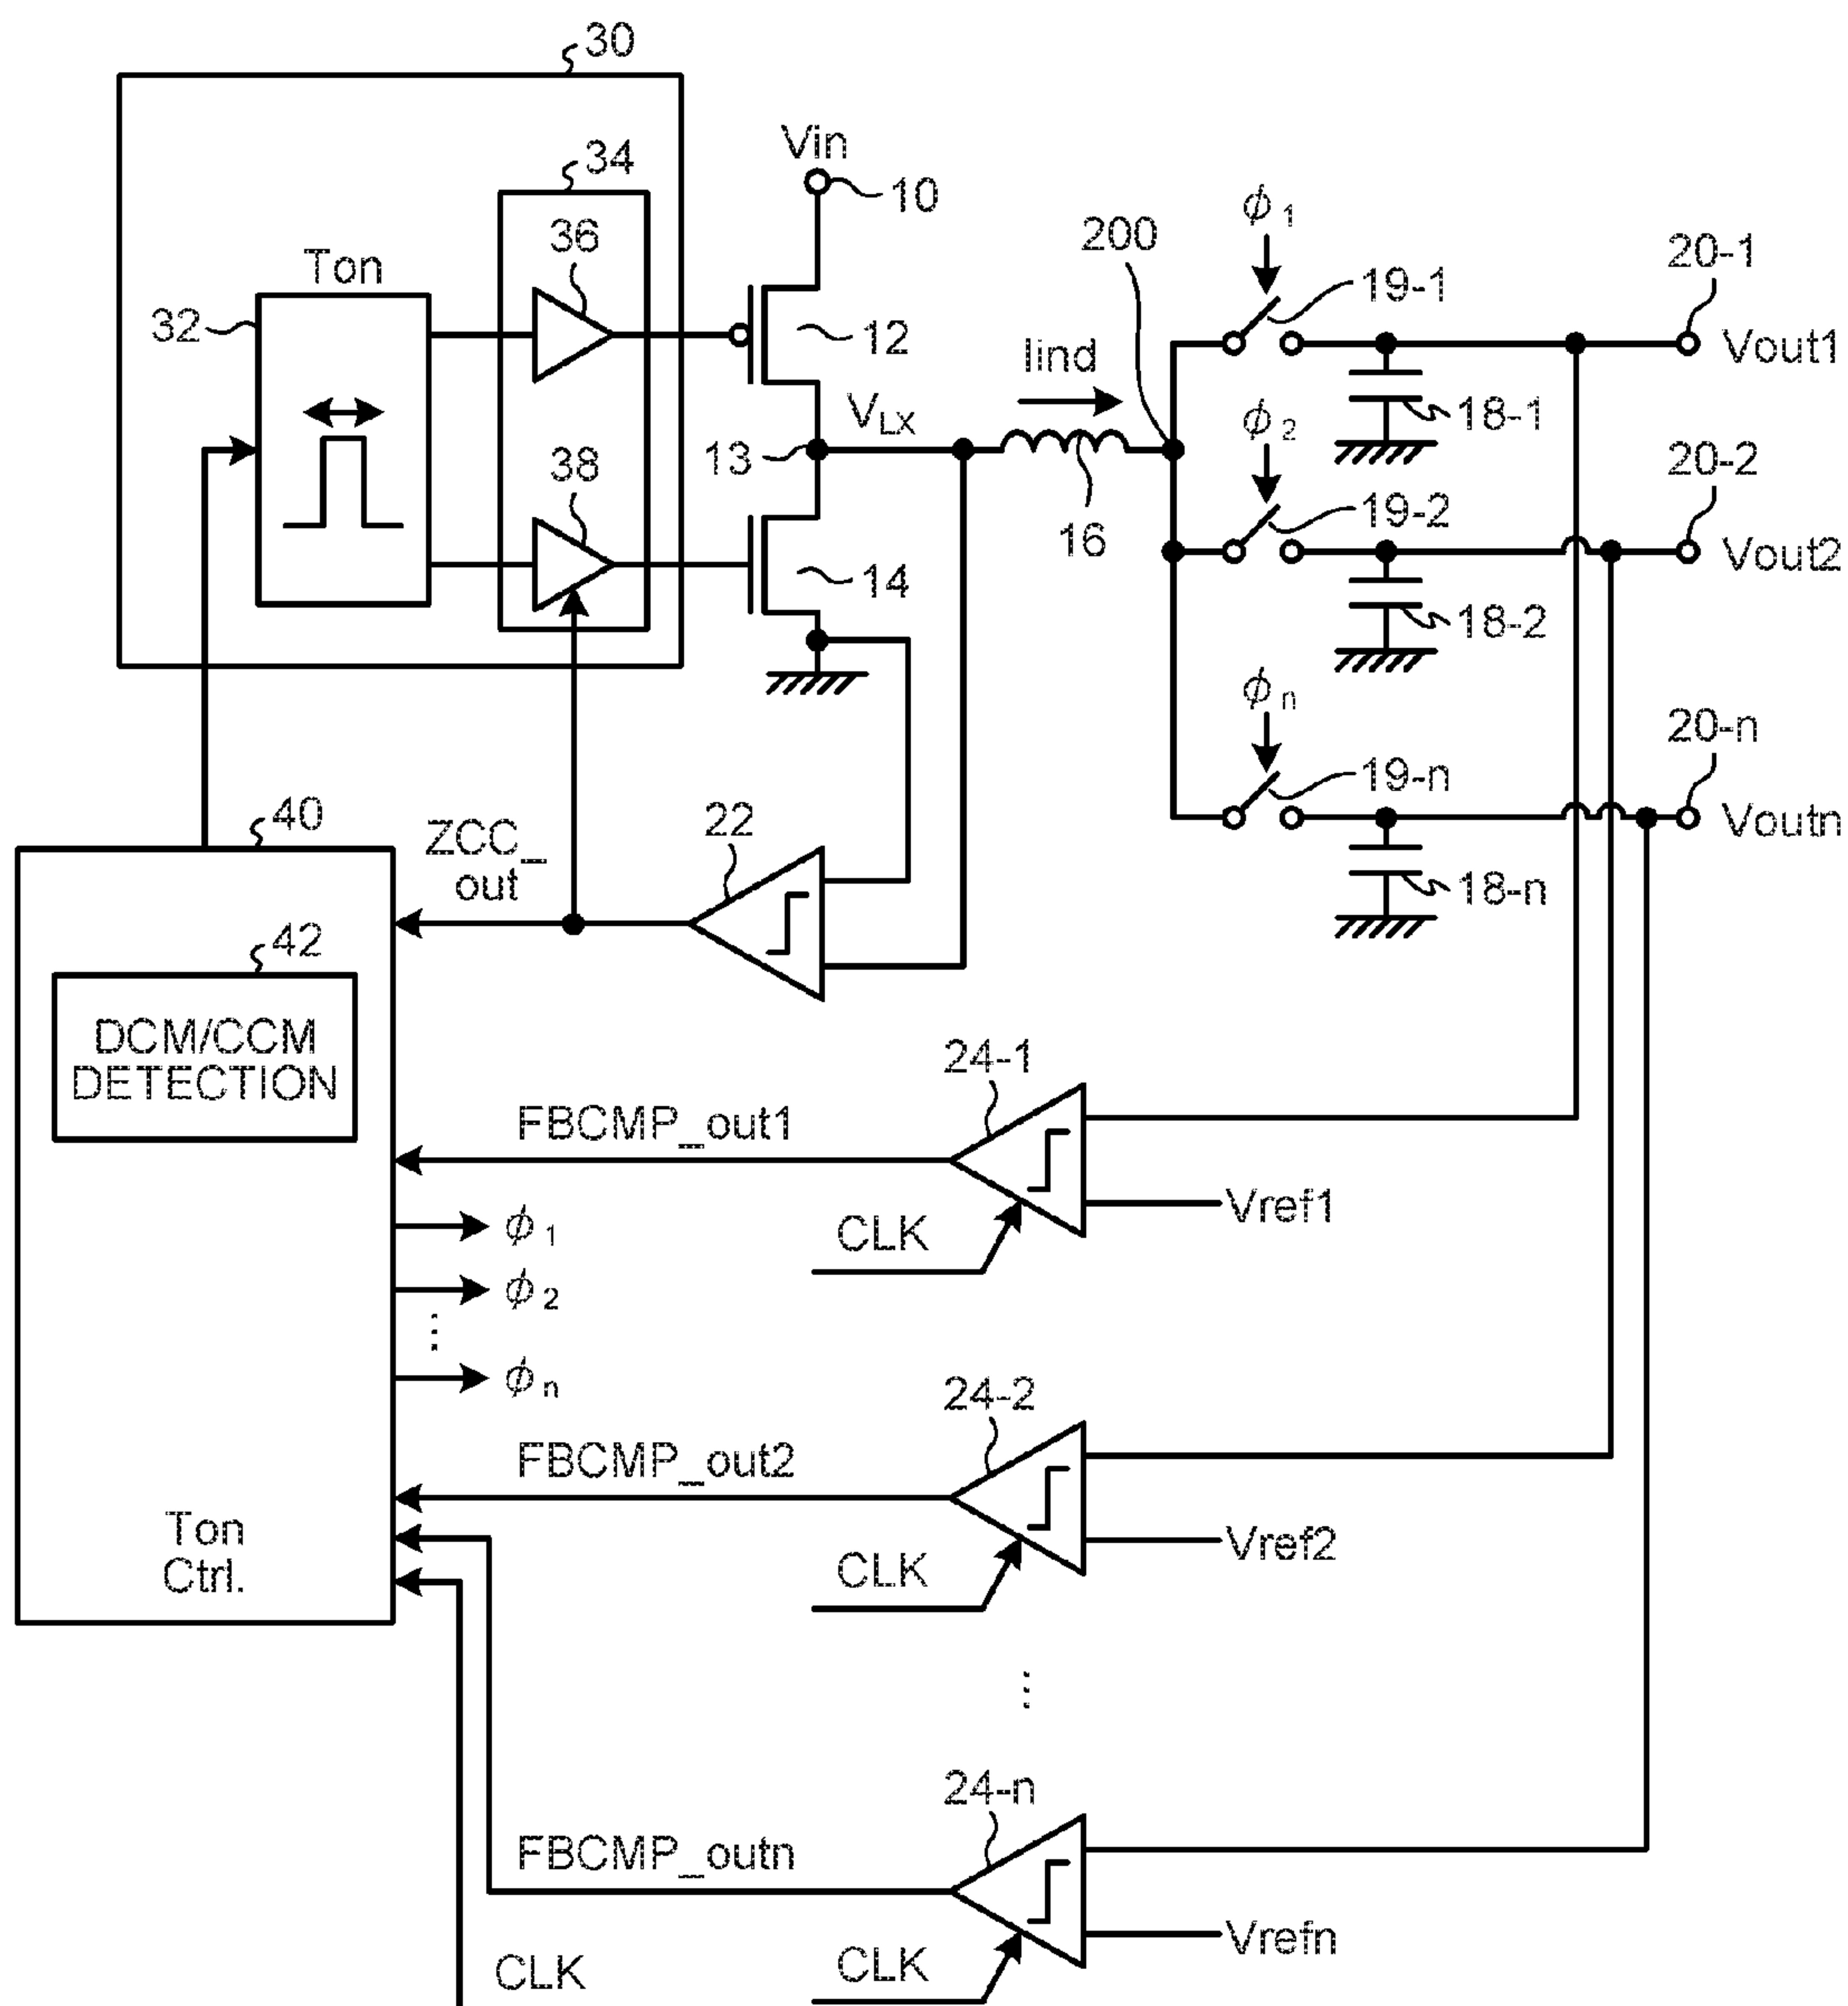 30
34
Vin
10
36
Ton
32
12
Iind
200
ϕ1
19-1
20-1
Vout1
18-1
VLX
13
38
16
ϕ2
19-2
20-2
Vout2
14
18-2
ϕn
19-n
20-n
Voutn
18-n
40
ZCC_
out
22
42
DCM/CCM
DETECTION
24-1
FBCMP_out1
Vref1
CLK
ϕ1
ϕ2
⋮
ϕn
24-2
FBCMP_out2
Vref2
CLK
Ton
Ctrl.
⋮
24-n
FBCMP_outn
Vrefn
CLK
CLK